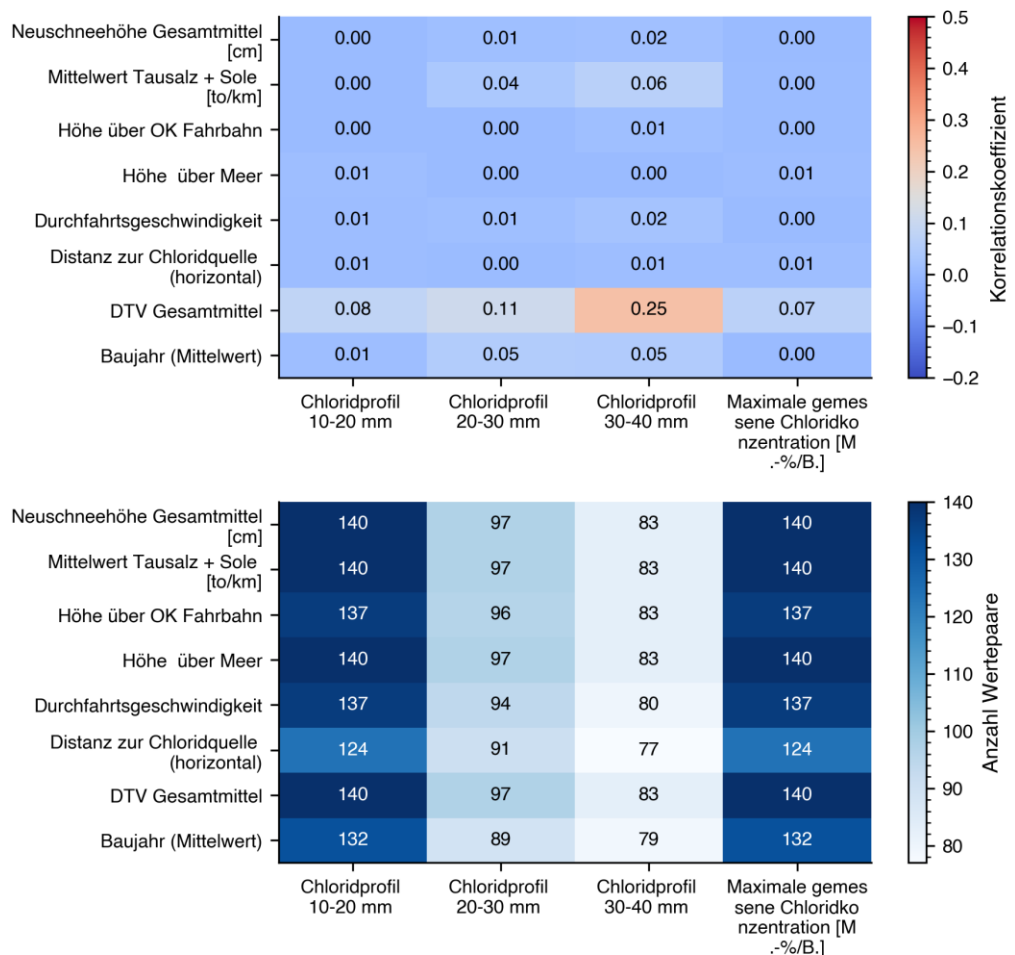 Neuschneehöhe Gesamtmittel
[cm]
0.00 0.01 0.02 0.00
Mittelwert Tausalz + Sole
[to/km]
0.00 0.04 0.06 0.00
Höhe über OK Fahrbahn
0.00 0.00 0.01 0.00
Höhe über Meer
0.01 0.00 0.00 0.01
Durchfahrtsgeschwindigkeit
0.01 0.01 0.02 0.00
Distanz zur Chloridquelle
(horizontal)
0.01 0.00 0.01 0.01
DTV Gesamtmittel
0.08 0.11 0.25 0.07
Baujahr (Mittelwert)
0.01 0.05 0.05 0.00
Chloridprofil
10-20 mm
Chloridprofil
20-30 mm
Chloridprofil
30-40 mm
Maximale gemes
sene Chloridko
nzentration [M
.-%/B.]
0.5
0.4
0.3
0.2
0.1
0.0
−0.1
−0.2
Korrelationskoeffizient
Neuschneehöhe Gesamtmittel
[cm]
140 97 83 140
Mittelwert Tausalz + Sole
[to/km]
140 97 83 140
Höhe über OK Fahrbahn
137 96 83 137
Höhe über Meer
140 97 83 140
Durchfahrtsgeschwindigkeit
137 94 80 137
Distanz zur Chloridquelle
(horizontal)
124 91 77 124
DTV Gesamtmittel
140 97 83 140
Baujahr (Mittelwert)
132 89 79 132
Chloridprofil
10-20 mm
Chloridprofil
20-30 mm
Chloridprofil
30-40 mm
Maximale gemes
sene Chloridko
nzentration [M
.-%/B.]
140
130
120
110
100
90
80
Anzahl Wertepaare